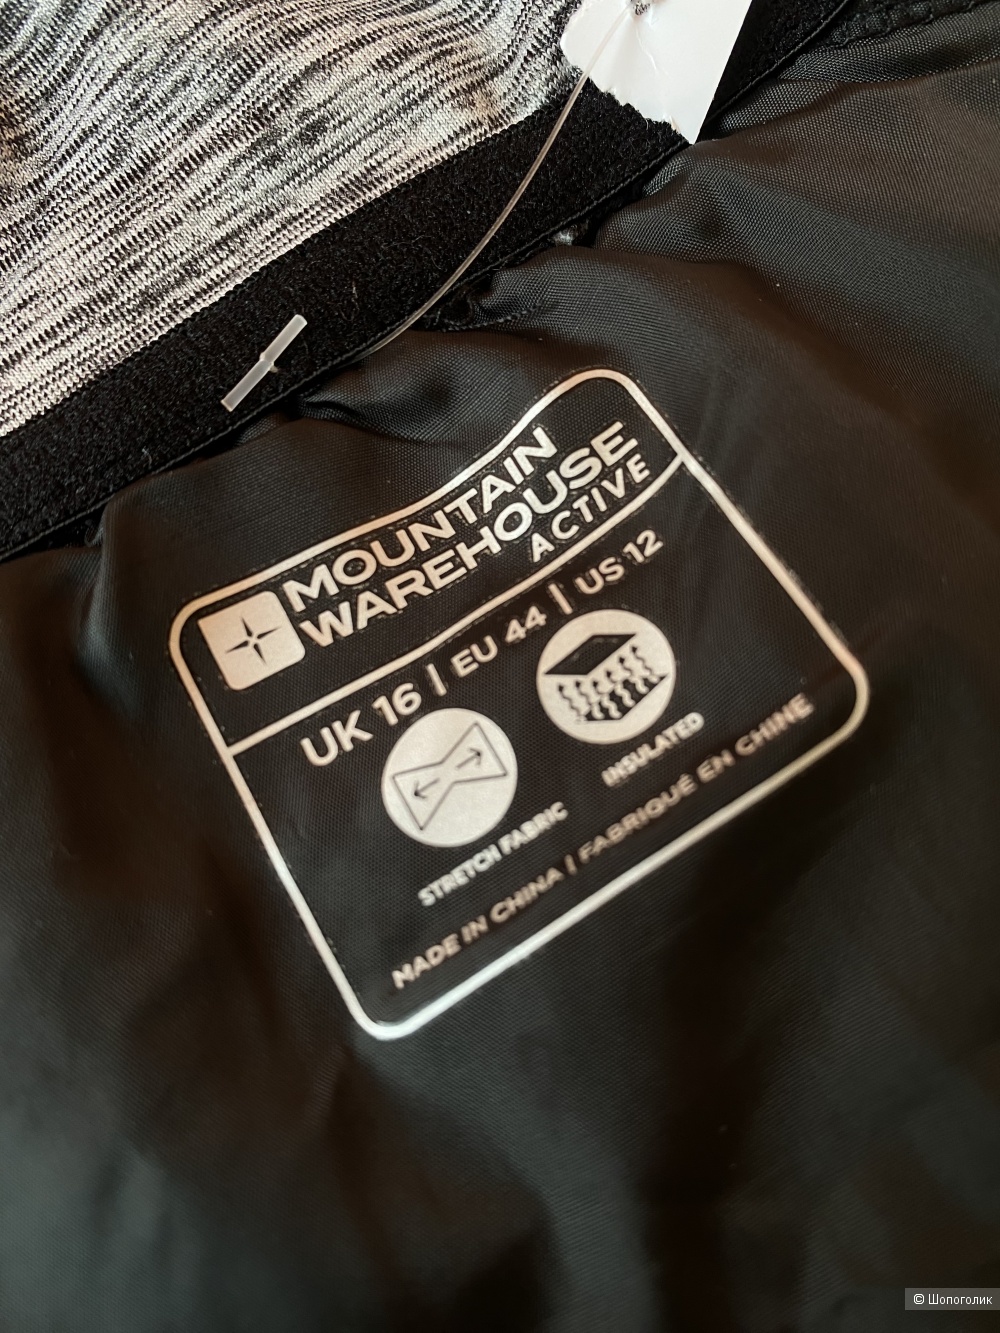 MOUNTAIN
WAREHOUSE
ACTIVE
UK 16 | EU 44 | US 12
STRETCH FABRIC
INSULATED
MADE IN CHINA | FABRIQUÉ EN CHINE
© Шопоголик